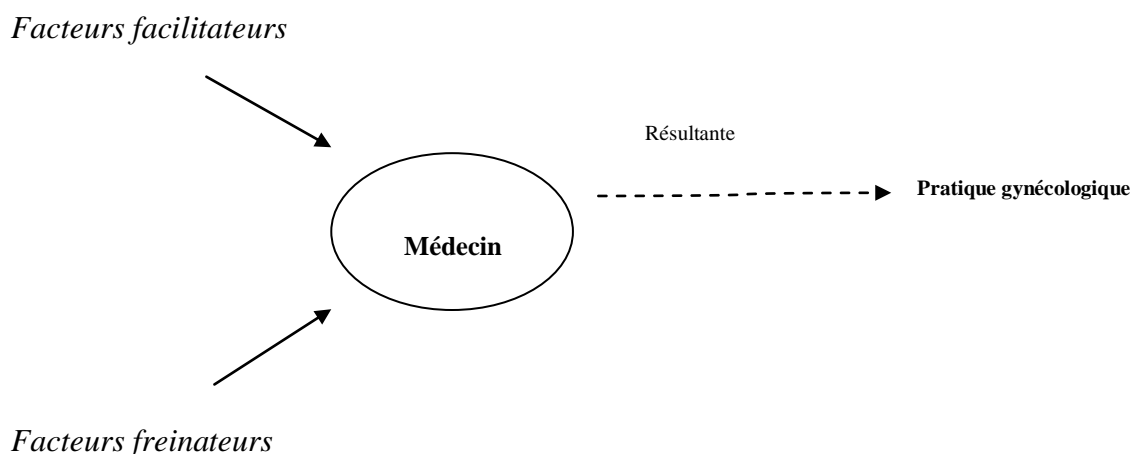 Facteurs facilitateurs
Résultante
Pratique gynécologique
Médecin
Facteurs freinateurs